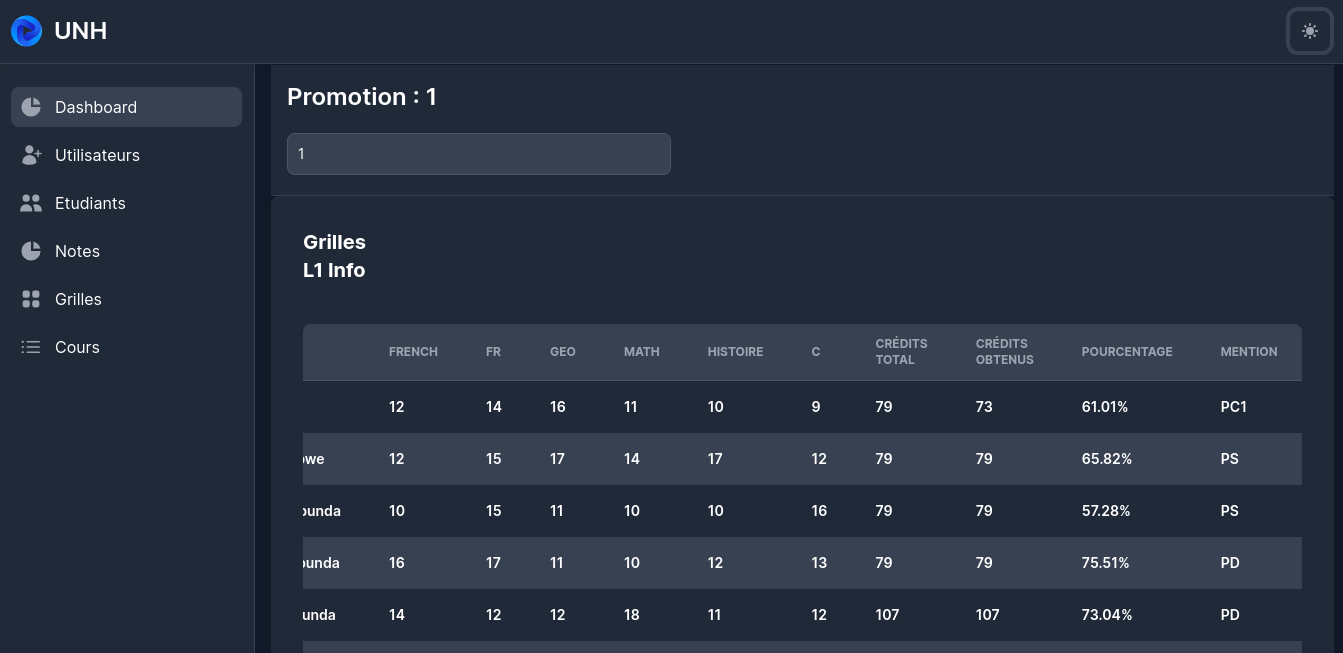 UNH
Dashboard
Utilisateurs
Etudiants
Notes
Grilles
Cours
Promotion : 1
1
Grilles
L1 Info
FRENCH FR GEO MATH HISTOIRE C CRÉDITS TOTAL CRÉDITS OBTENUS POURCENTAGE MENTION
12 14 16 11 10 9 79 73 61.01% PC1
owe 12 15 17 14 17 12 79 79 65.82% PS
ounda 10 15 11 10 10 16 79 79 57.28% PS
ounda 16 17 11 10 12 13 79 79 75.51% PD
unda 14 12 12 18 11 12 107 107 73.04% PD